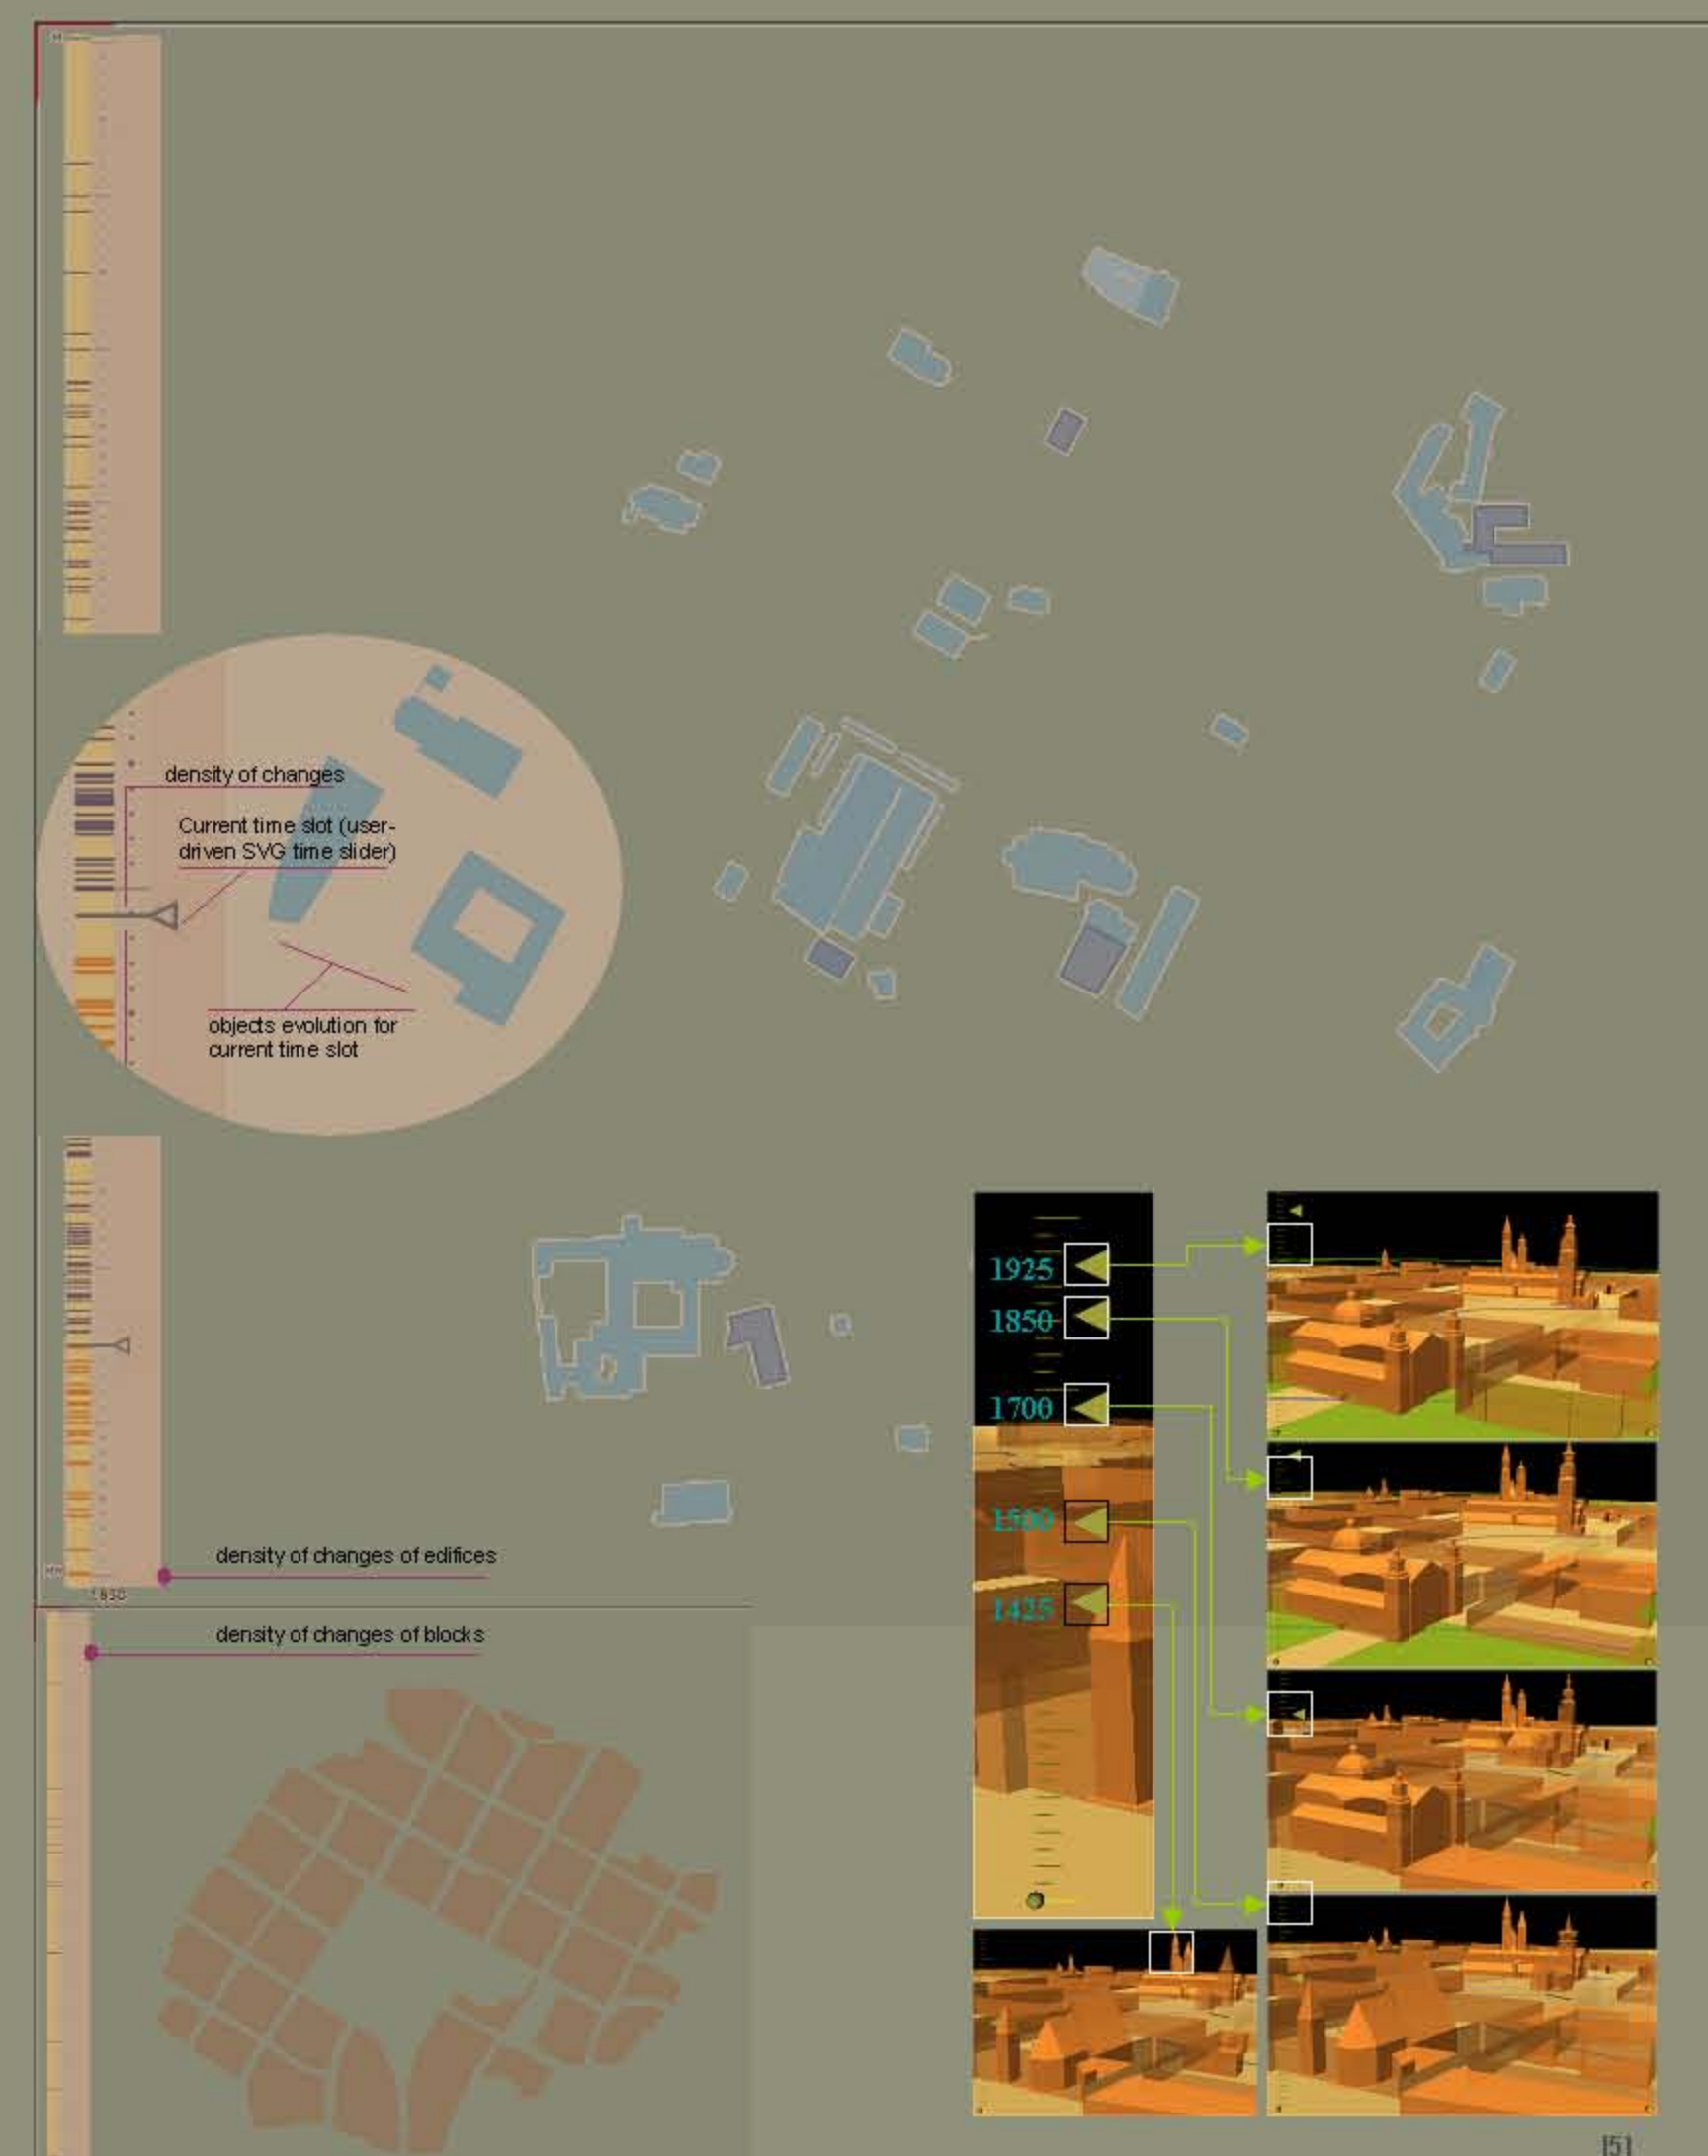 density of changes
Current time slot (user-
driven SVG time slider)
objects evolution for
current time slot
1925
1850
1700
1500
1425
density of changes of edifices
1850
density of changes of blocks
151